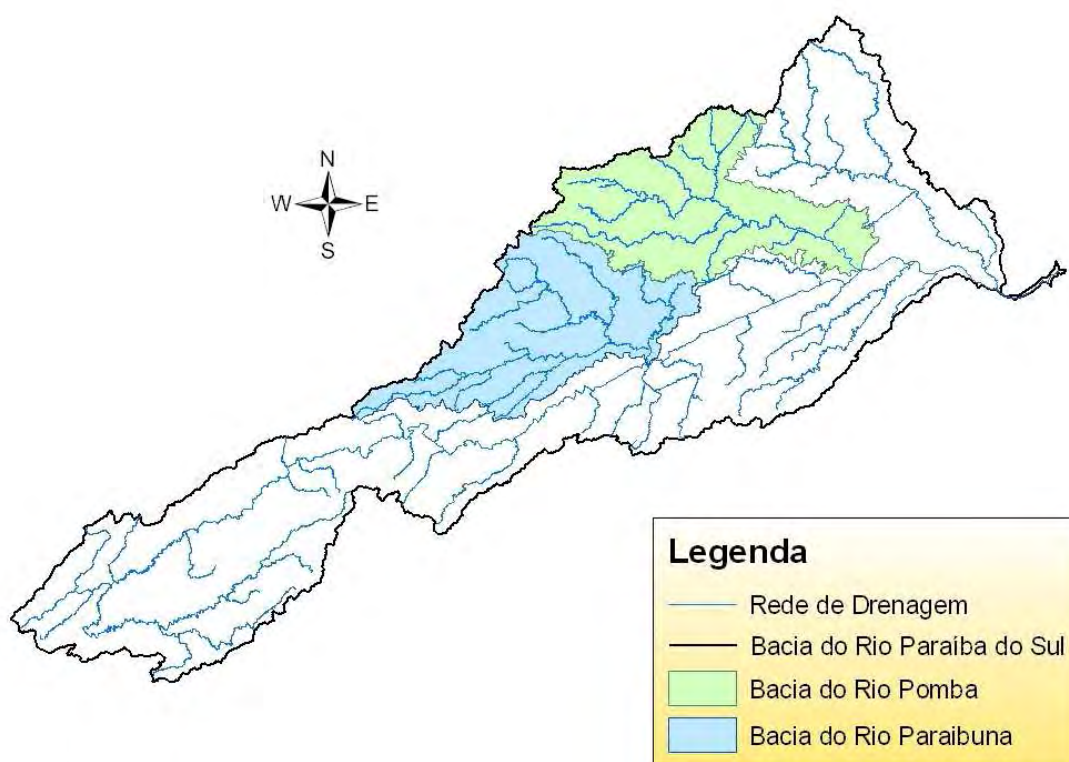 N
W E
S
Legenda
Rede de Drenagem
Bacia do Rio Paraíba do Sul
Bacia do Rio Pomba
Bacia do Rio Paraibuna